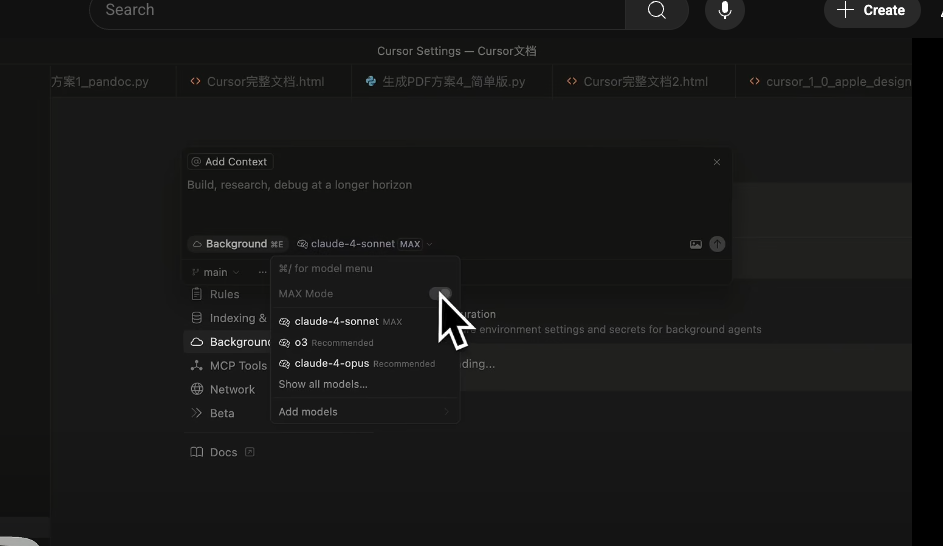 Search
Create
Cursor Settings — Cursor文档
方案1_pandoc.py
Cursor完整文档.html
生成PDF方案4_简单版.py
Cursor完整文档2.html
cursor_1_0_apple_design
@ Add Context
Build, research, debug at a longer horizon
Background ⌘E
claude-4-sonnet MAX
main ...
⌘/ for model menu
MAX Mode
claude-4-sonnet MAX
o3 Recommended
claude-4-opus Recommended
Show all models...
Add models
Rules
Indexing &
Background
MCP Tools
Network
Beta
Docs
environment settings and secrets for background agents